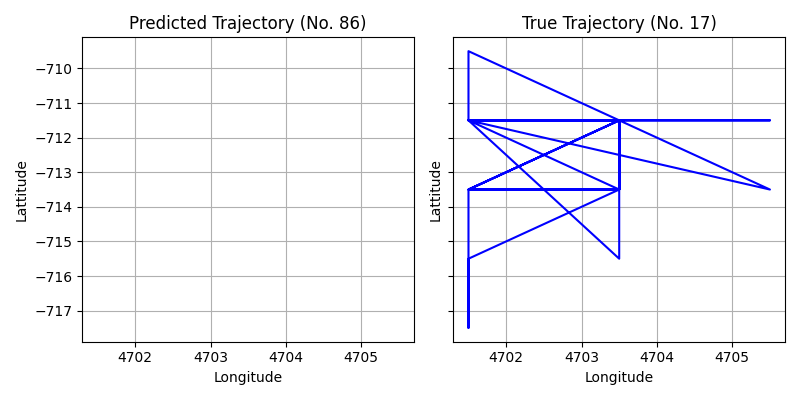 Predicted Trajectory (No. 86)
True Trajectory (No. 17)
Lattitude
−710
−711
−712
−713
−714
−715
−716
−717
4702
4703
4704
4705
Longitude
Lattitude
4702
4703
4704
4705
Longitude